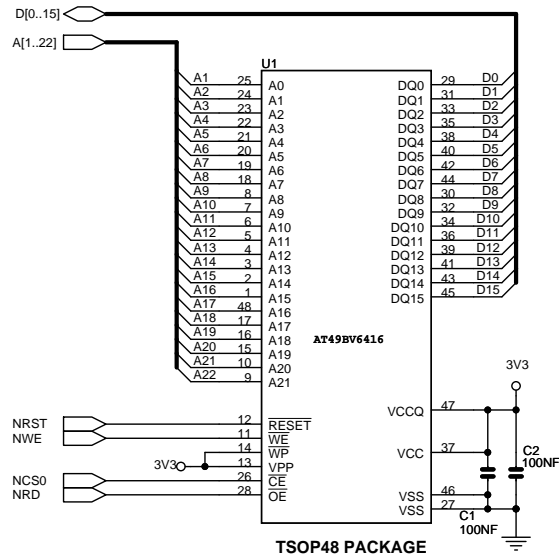 D[0..15]
A[1..22]
U1
A1 25 A0 DQ0 29 D0
A2 24 A1 DQ1 31 D1
A3 23 A2 DQ2 33 D2
A4 22 A3 DQ3 35 D3
A5 21 A4 DQ4 38 D4
A6 20 A5 DQ5 40 D5
A7 19 A6 DQ6 42 D6
A8 18 A7 DQ7 44 D7
A9 8 A8 DQ8 30 D8
A10 7 A9 DQ9 32 D9
A11 6 A10 DQ10 34 D10
A12 5 A11 DQ11 36 D11
A13 4 A12 DQ12 39 D12
A14 3 A13 DQ13 41 D13
A15 2 A14 DQ14 43 D14
A16 1 A15 DQ15 45 D15
A17 48 A16
A18 17 A17
A19 16 A18
A20 15 A19
A21 10 A20
A22 9 A21
AT49BV6416
3V3
VCCQ 47
NRST 12 RESET
NWE 11 WE
14 WP
3V3 13 VPP
VCC 37
NCS0 26 CE
NRD 28 OE
C2
100NF
VSS 46
VSS 27
C1
100NF
TSOP48 PACKAGE